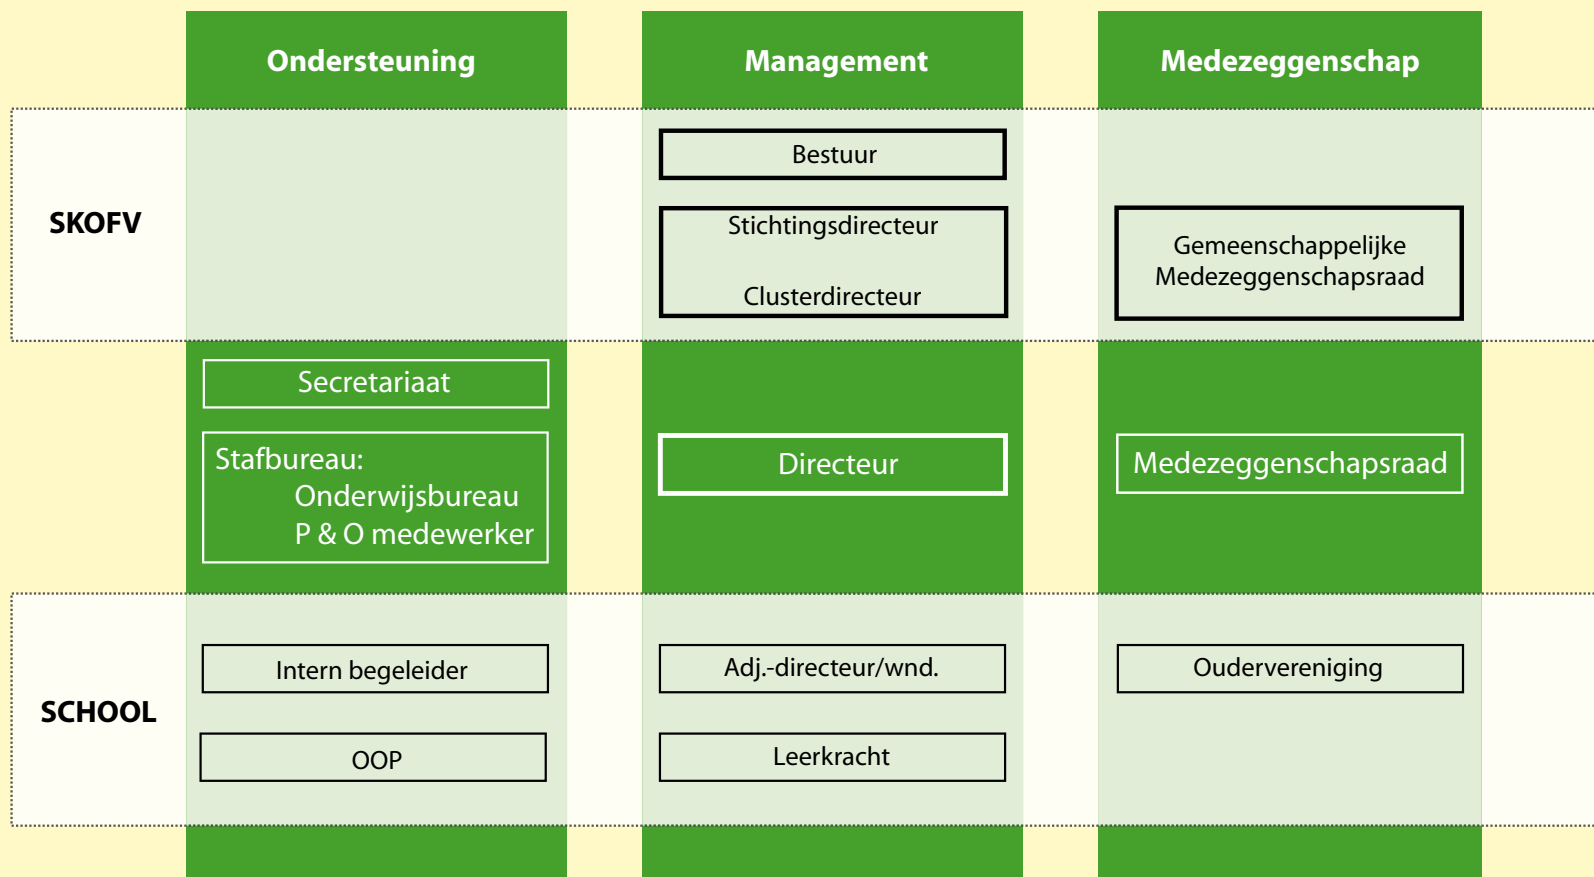 Ondersteuning
Management
Medezeggenschap
SKOFV
Bestuur
Stichtingsdirecteur
Clusterdirecteur
Gemeenschappelijke
Medezeggenschapsraad
Secretariaat
Stafbureau:
Onderwijsbureau
P & O medewerker
Directeur
Medezeggenschapsraad
SCHOOL
Intern begeleider
Adj.-directeur/wnd.
Oudervereniging
OOP
Leerkracht